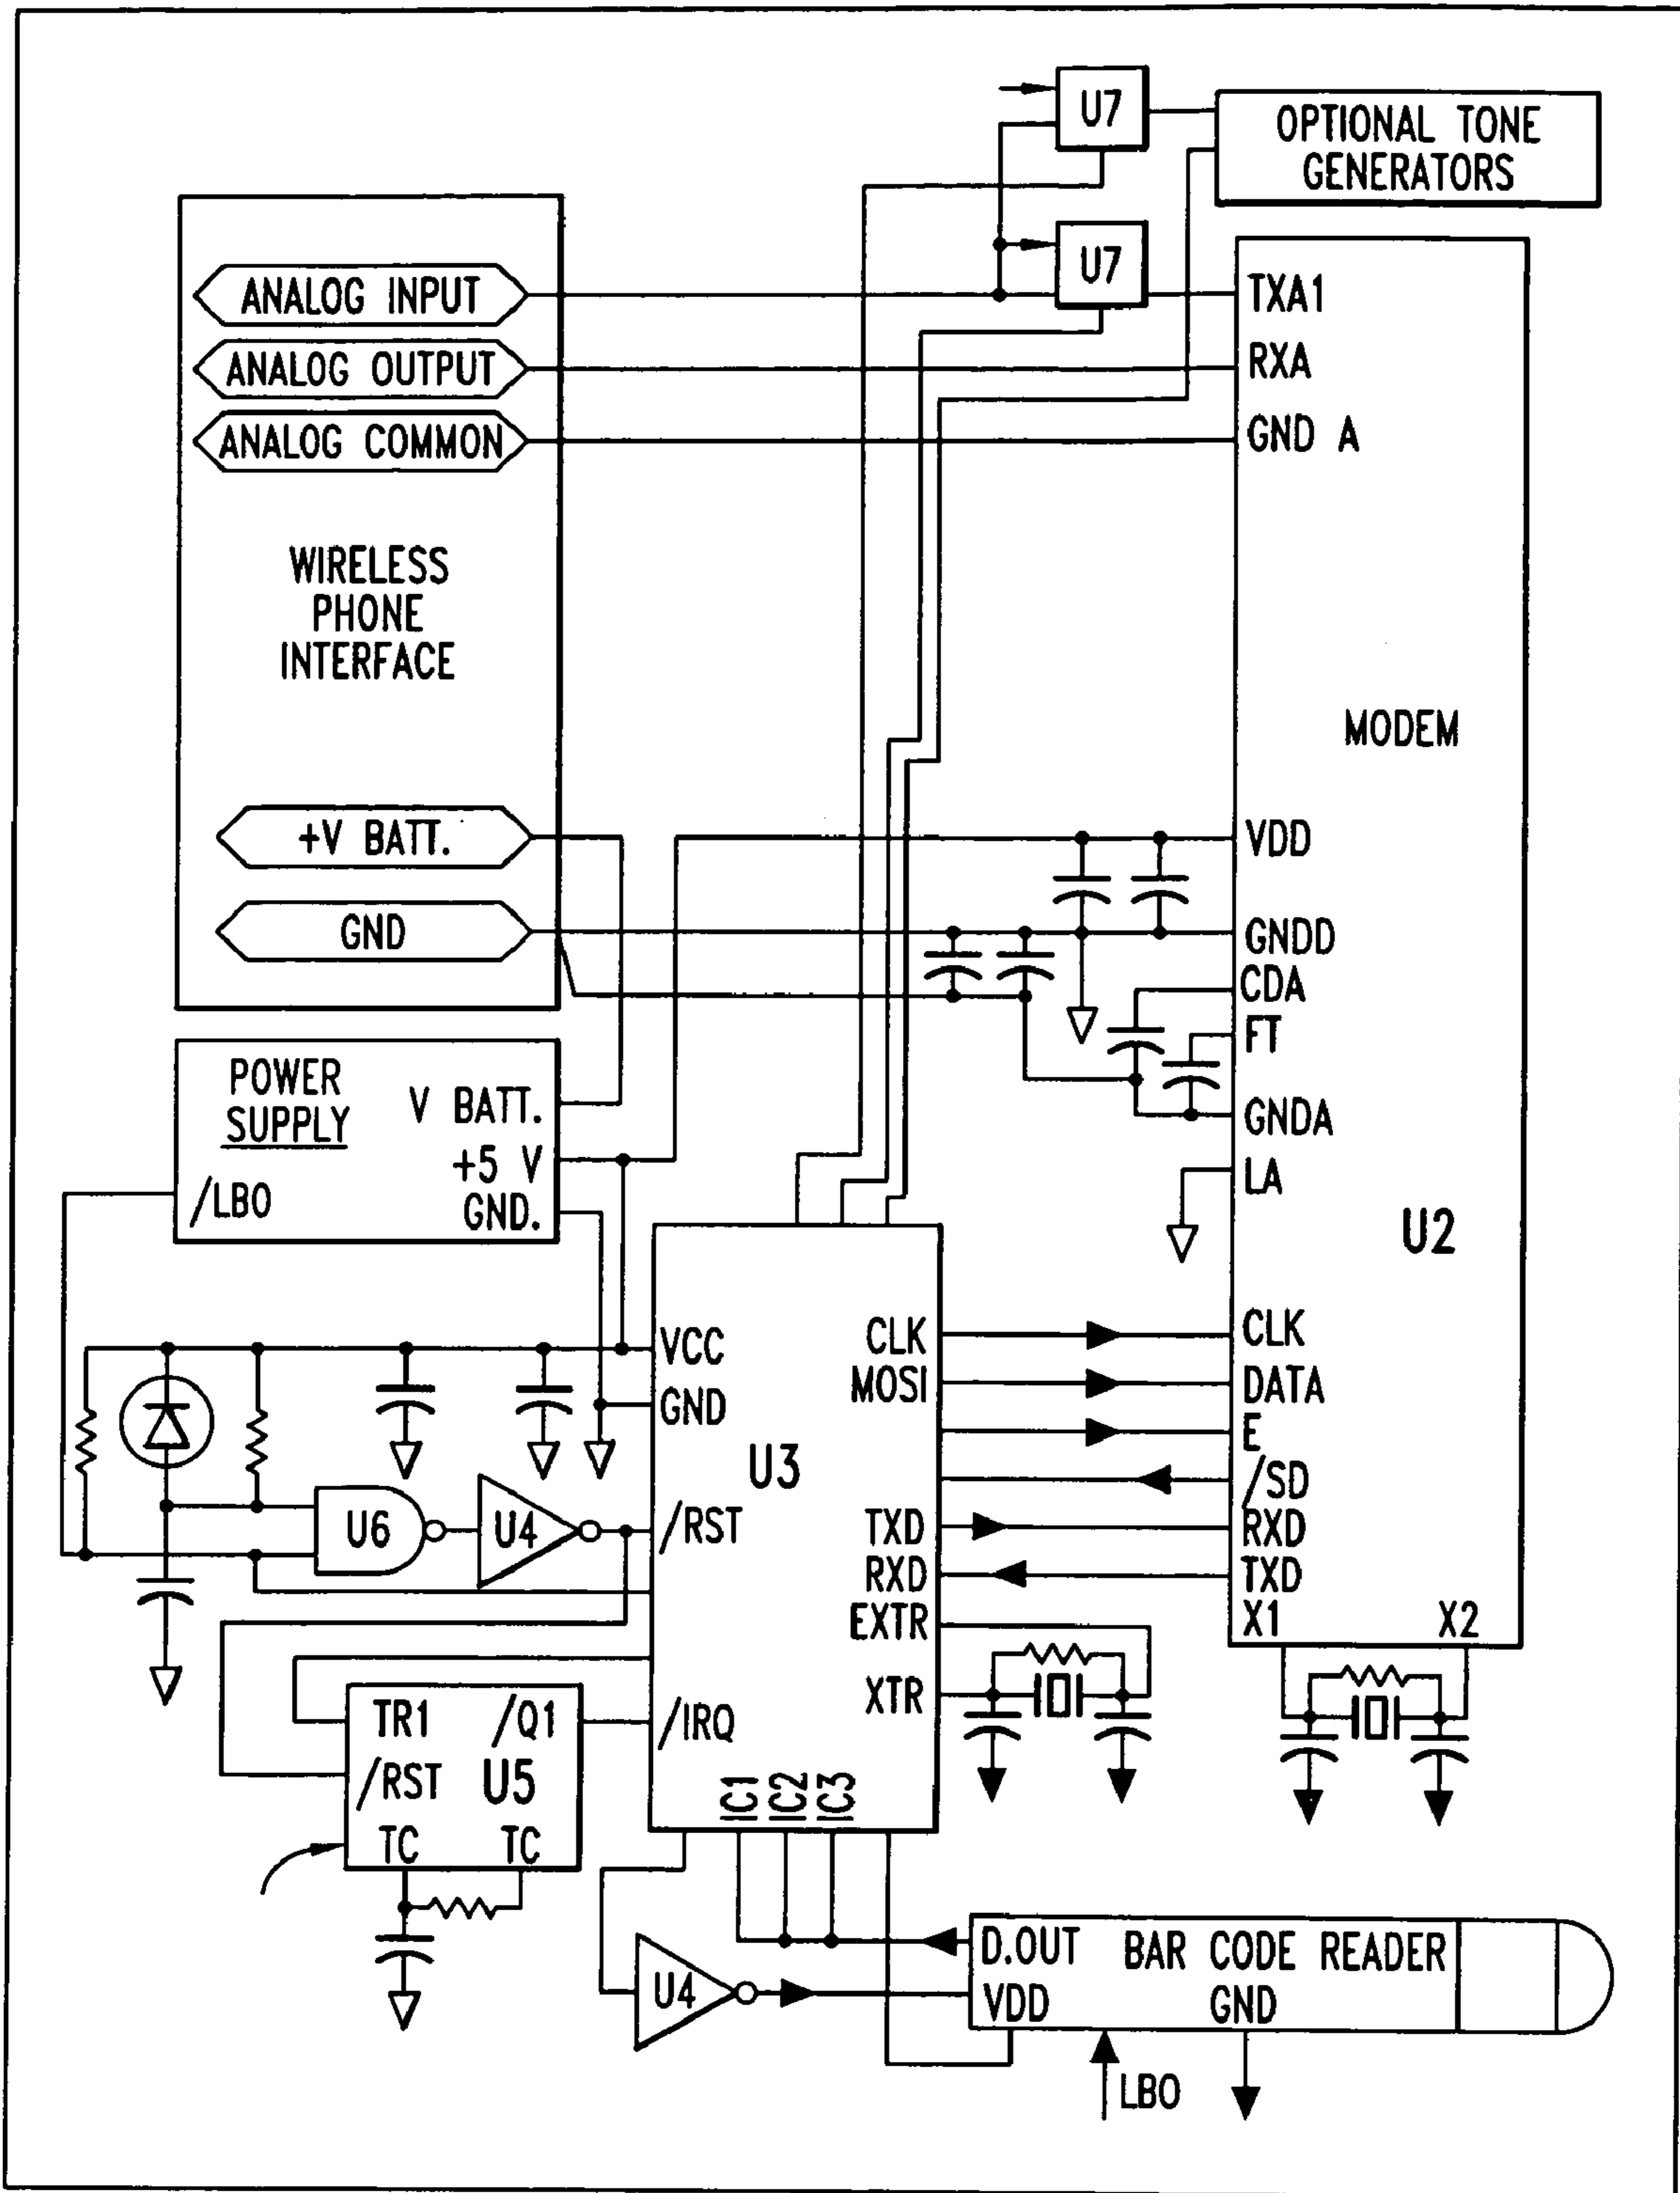 U7
OPTIONAL TONE
GENERATORS
U7
ANALOG INPUT
TXA1
ANALOG OUTPUT
RXA
ANALOG COMMON
GND A
WIRELESS
PHONE
INTERFACE
MODEM
+V BATT.
VDD
GND
GNDD
CDA
FT
POWER
SUPPLY
V BATT.
GNDA
+5 V
LA
/LBO
GND.
U2
VCC
CLK
CLK
MOSI
DATA
GND
E
U3
/SD
U6
U4
/RST
TXD
RXD
RXD
TXD
EXTR
X1
X2
XTR
TR1
/Q1
/IRQ
/RST
U5
IC1
IC2
IC3
TC
TC
D.OUT
BAR CODE READER
U4
VDD
GND
LBO